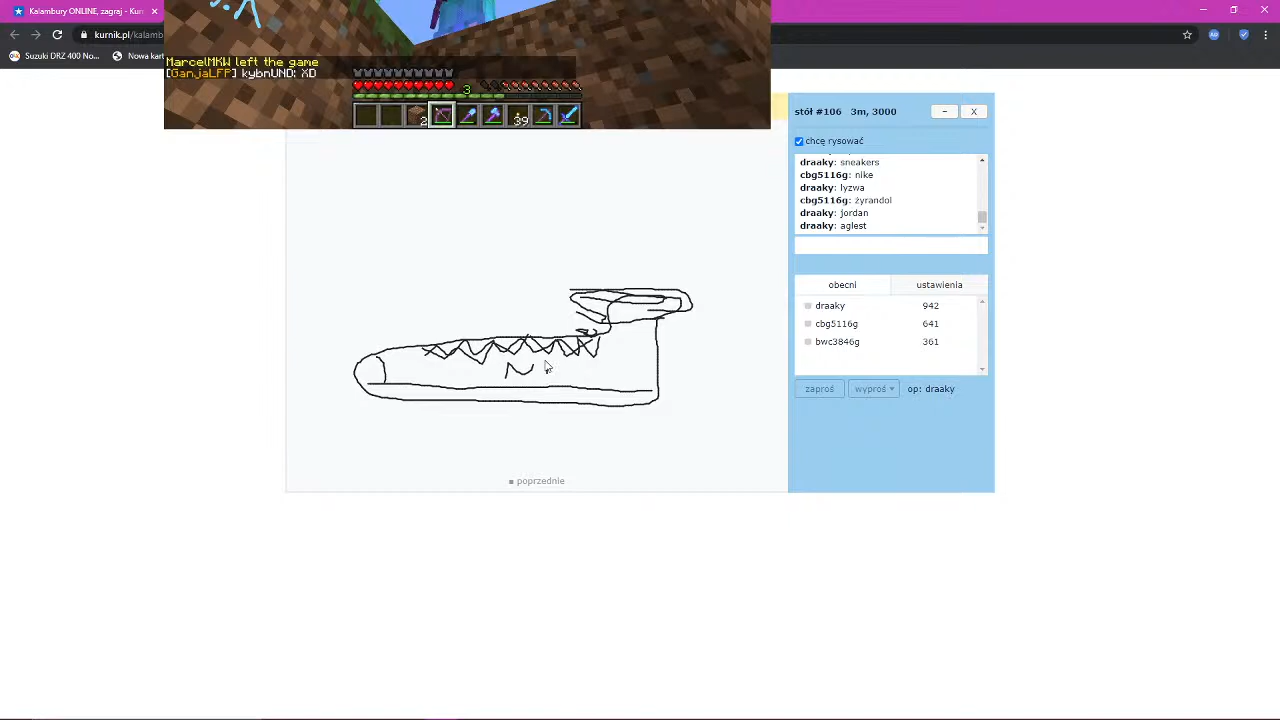 Kalambury ONLINE, zagraj - Kurn
kurnik.pl/kalamb
Suzuki DRZ 400 No...
Nowa kart
MarcelMKW left the game
[GanjaLFP] kybnUND: XD
3
2
39
stół #106 3m, 3000
chcę rysować
draaky: sneakers
cbg5116g: nike
draaky: lyzwa
cbg5116g: żyrandol
draaky: jordan
draaky: aglest
obecni
ustawienia
draaky 942
cbg5116g 641
bwc3846g 361
zaproś
wyproś
op: draaky
N
poprzednie